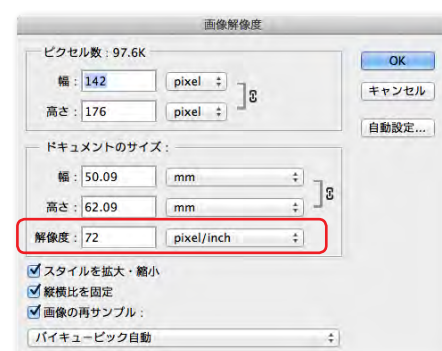 画像解像度
ピクセル数：97.6K
幅：142 pixel
高さ：176 pixel
OK
キャンセル
自動設定...
ドキュメントのサイズ：
幅：50.09 mm
高さ：62.09 mm
解像度：72 pixel/inch
スタイルを拡大・縮小
縦横比を固定
画像の再サンプル：
バイキュービック自動